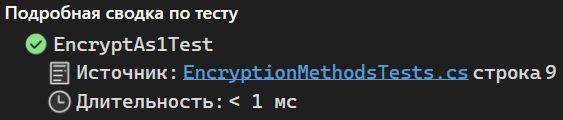 Подробная сводка по тесту
EncryptAs1Test
Источник: EncryptionMethodsTests.cs строка 9
Длительность: < 1 мс